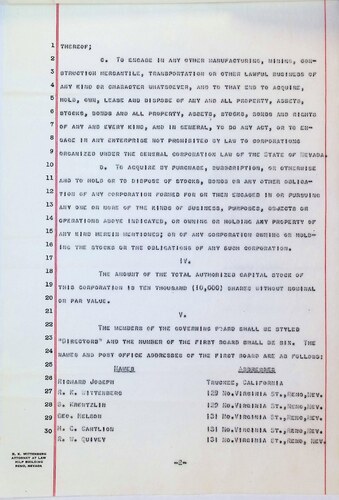 1 THEREOF;
2 C. TO ENGAGE IN ANY OTHER MANUFACTURING, MINING, CON-
3 STRUCTION MERCANTILE, TRANSPORTATION OR OTHER LAWFUL BUSINESS OF
4 ANY KIND OR CHARACTER WHATSOEVER, AND TO THAT END TO ACQUIRE,
5 HOLD, OWN, LEASE AND DISPOSE OF ANY AND ALL PROPERTY, ASSETS,
6 STOCKS, BONDS AND ALL PROPERTY, ASSETS, STOCKS, BONDS AND RIGHTS
7 OF ANY AND EVERY KIND, AND IN GENERAL, TO DO ANY ACT, OR TO EN-
8 GAGE IN ANY ENTERPRISE NOT PROHIBITED BY LAW TO CORPORATIONS
9 ORGANIZED UNDER THE GENERAL CORPORATION LAW OF THE STATE OF NEVADA.
10 D. TO ACQUIRE BY PURCHASE, SUBSCRIPTION, OR OTHERWISE
11 AND TO HOLD OR TO DISPOSE OF STOCKS, BONDS OR ANY OTHER OBLIGA-
12 TION OF ANY CORPORATION FORMED FOR OR THEN ENGAGED IN OR PURSUING
13 ANY ONE OR MORE OF THE KINDS OF BUSINESS, PURPOSES, OBJECTS OR
14 OPERATIONS ABOVE INDICATED, OR OWNING OR HOLDING ANY PROPERTY OF
15 ANY KIND HEREIN MENTIONED; OR OF ANY CORPORATION OWNING OR HOLD-
16 ING THE STOCKS OR THE OBLIGATIONS OF ANY SUCH CORPORATION.
17 IV.
18 THE AMOUNT OF THE TOTAL AUTHORIZED CAPITAL STOCK OF
19 THIS CORPORATION IS TEN THOUSAND (10,000) SHARES WITHOUT NOMINAL
20 OR PAR VALUE.
21 V.
22 THE MEMBERS OF THE GOVERNING BOARD SHALL BE STYLED
23 "DIRECTORS" AND THE NUMBER OF THE FIRST BOARD SHALL BE SIX. THE
24 NAMES AND POST OFFICE ADDRESSES OF THE FIRST BOARD ARE AS FOLLOWS:
25 NAMES ADDRESSES
26 RICHARD JOSEPH TRUCKEE, CALIFORNIA
27 R. K. WITTENBERG 129 NO.VIRGINIA ST.,RENO,NEV.
28 S. KAENTZLIN 129 NO.VIRGINIA ST.,RENO,NEV.
29 GEO. NELSON 131 NO.VIRGINIA ST.,RENO,NEV.
30 H. C. CANTLION 131 NO.VIRGINIA ST.,RENO,NEV.
R. W. QUIVEY 131 NO.VIRGINIA ST.,RENO, NEV.
WITTENBERG
ATTORNEY AT LAW
BUILDING
RENO, NEVADA
-2-